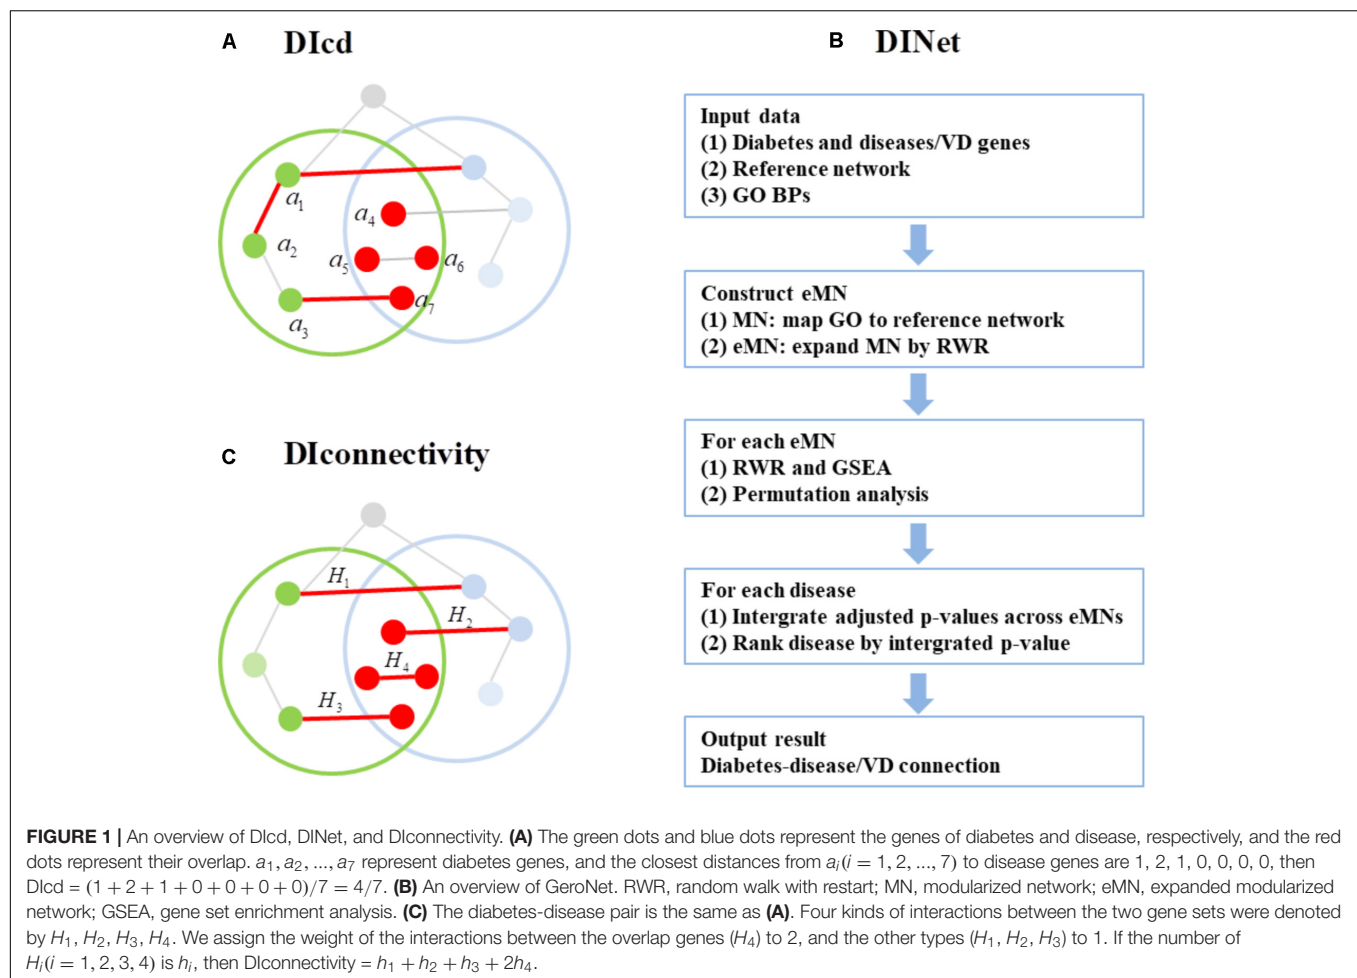 A DIcd
a₁
a₂
a₃
a₄
a₅
a₆
a₇
B DINet
Input data
(1) Diabetes and diseases/VD genes
(2) Reference network
(3) GO BPs
Construct eMN
(1) MN: map GO to reference network
(2) eMN: expand MN by RWR
For each eMN
(1) RWR and GSEA
(2) Permutation analysis
For each disease
(1) Intergrate adjusted p-values across eMNs
(2) Rank disease by intergrated p-value
Output result
Diabetes-disease/VD connection
C DIconnectivity
H₁
H₂
H₄
H₃
FIGURE 1 | An overview of DIcd, DINet, and DIconnectivity. (A) The green dots and blue dots represent the genes of diabetes and disease, respectively, and the red
dots represent their overlap. a₁, a₂, ..., a₇ represent diabetes genes, and the closest distances from aᵢ(i = 1, 2, ..., 7) to disease genes are 1, 2, 1, 0, 0, 0, 0, then
DIcd = (1 + 2 + 1 + 0 + 0 + 0 + 0)/7 = 4/7. (B) An overview of GeroNet. RWR, random walk with restart; MN, modularized network; eMN, expanded modularized
network; GSEA, gene set enrichment analysis. (C) The diabetes-disease pair is the same as (A). Four kinds of interactions between the two gene sets were denoted
by H₁, H₂, H₃, H₄. We assign the weight of the interactions between the overlap genes (H₄) to 2, and the other types (H₁, H₂, H₃) to 1. If the number of
Hᵢ(i = 1, 2, 3, 4) is hᵢ, then DIconnectivity = h₁ + h₂ + h₃ + 2h₄.